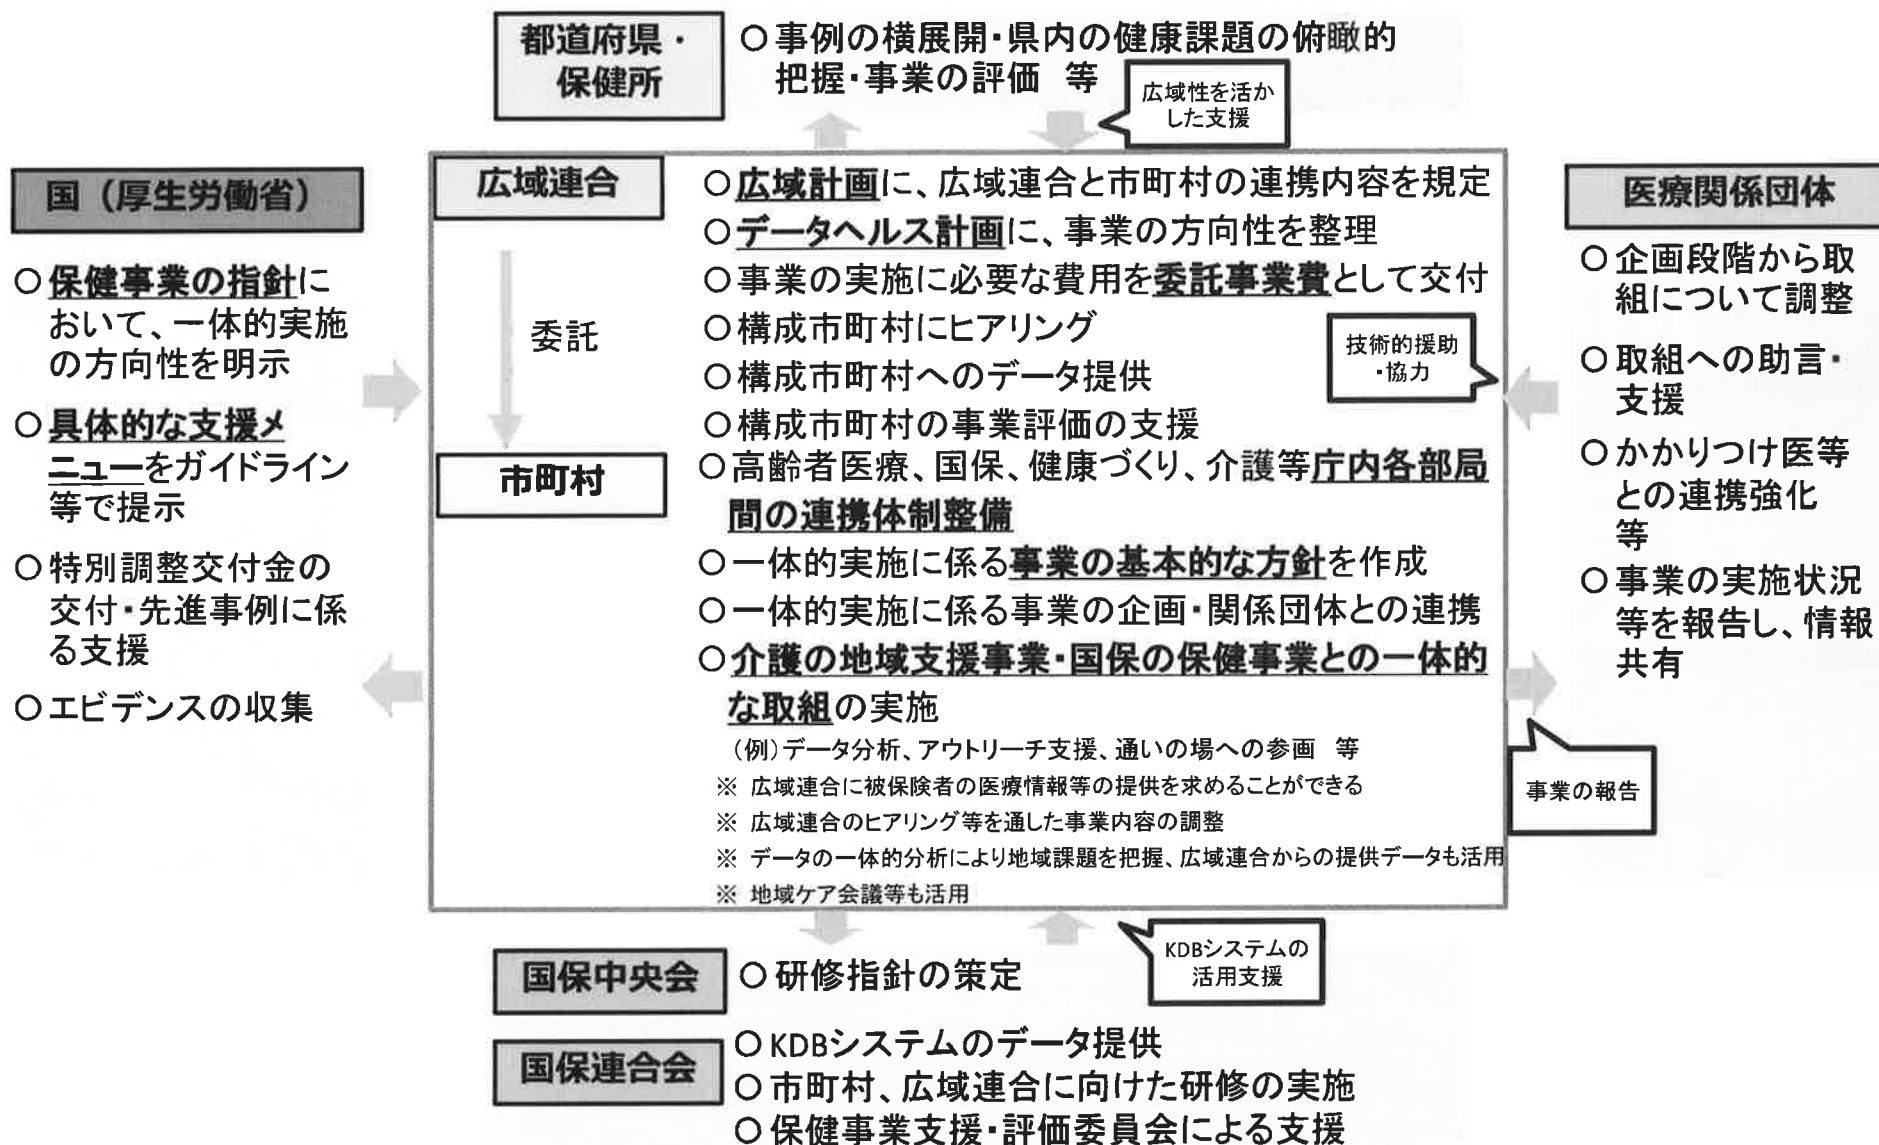 都道府県・
保健所
○事例の横展開・県内の健康課題の俯瞰的
把握・事業の評価 等
広域性を活か
した支援
国（厚生労働省）
○保健事業の指針に
おいて、一体的実施
の方向性を明示
○具体的な支援メ
ニューをガイドライン
等で提示
○特別調整交付金の
交付・先進事例に係
る支援
○エビデンスの収集
広域連合
委託
○広域計画に、広域連合と市町村の連携内容を規定
○データヘルス計画に、事業の方向性を整理
○事業の実施に必要な費用を委託事業費として交付
○構成市町村にヒアリング
○構成市町村へのデータ提供
○構成市町村の事業評価の支援
市町村
○高齢者医療、国保、健康づくり、介護等庁内各部局
間の連携体制整備
○一体的実施に係る事業の基本的な方針を作成
○一体的実施に係る事業の企画・関係団体との連携
○介護の地域支援事業・国保の保健事業との一体的
な取組の実施
（例）データ分析、アウトリーチ支援、通いの場への参画 等
※ 広域連合に被保険者の医療情報等の提供を求めることができる
※ 広域連合のヒアリング等を通した事業内容の調整
※ データの一体的分析により地域課題を把握、広域連合からの提供データも活用
※ 地域ケア会議等も活用
技術的援助
・協力
医療関係団体
○企画段階から取
組について調整
○取組への助言・
支援
○かかりつけ医等
との連携強化
等
○事業の実施状況
等を報告し、情報
共有
事業の報告
KDBシステムの
活用支援
国保中央会
○研修指針の策定
国保連合会
○KDBシステムのデータ提供
○市町村、広域連合に向けた研修の実施
○保健事業支援・評価委員会による支援